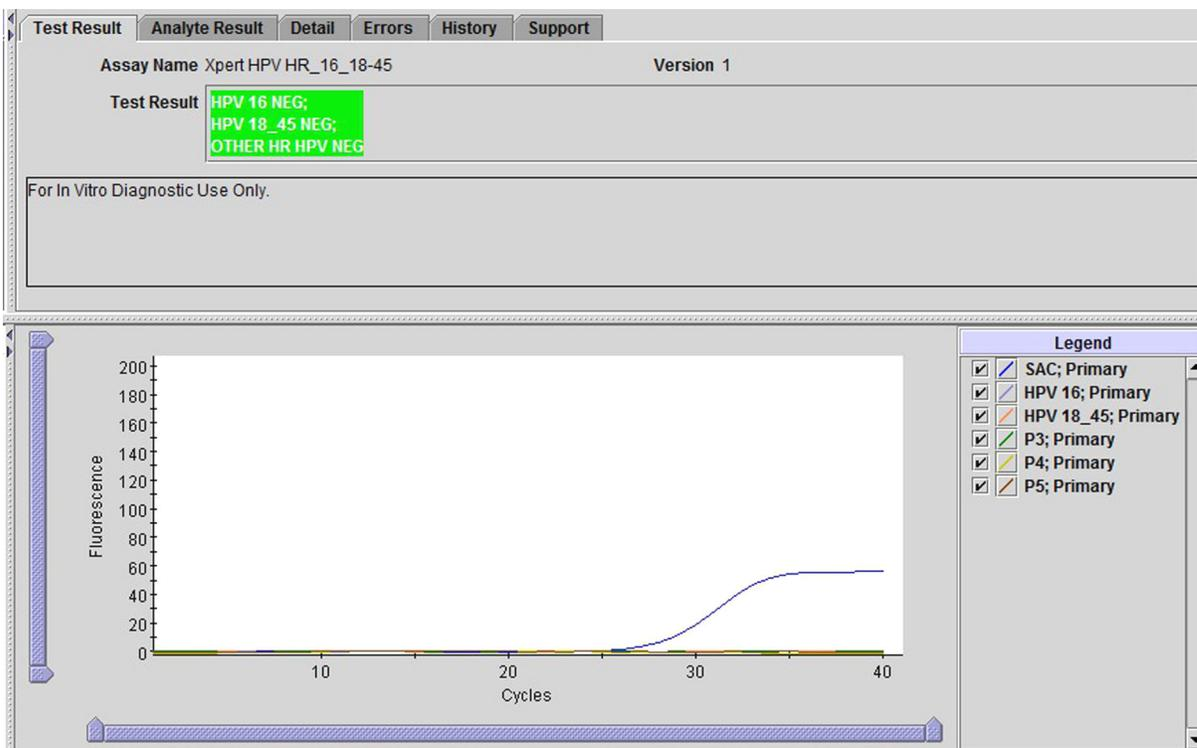 Test Result Analyte Result Detail Errors History Support
Assay Name Xpert HPV HR_16_18-45 Version 1
Test Result HPV 16 NEG;
HPV 18_45 NEG;
OTHER HR HPV NEG
For In Vitro Diagnostic Use Only.
200
180
160
140
120
100
80
60
40
20
0
Fluorescence
10 20 30 40
Cycles
Legend
SAC; Primary
HPV 16; Primary
HPV 18_45; Primary
P3; Primary
P4; Primary
P5; Primary